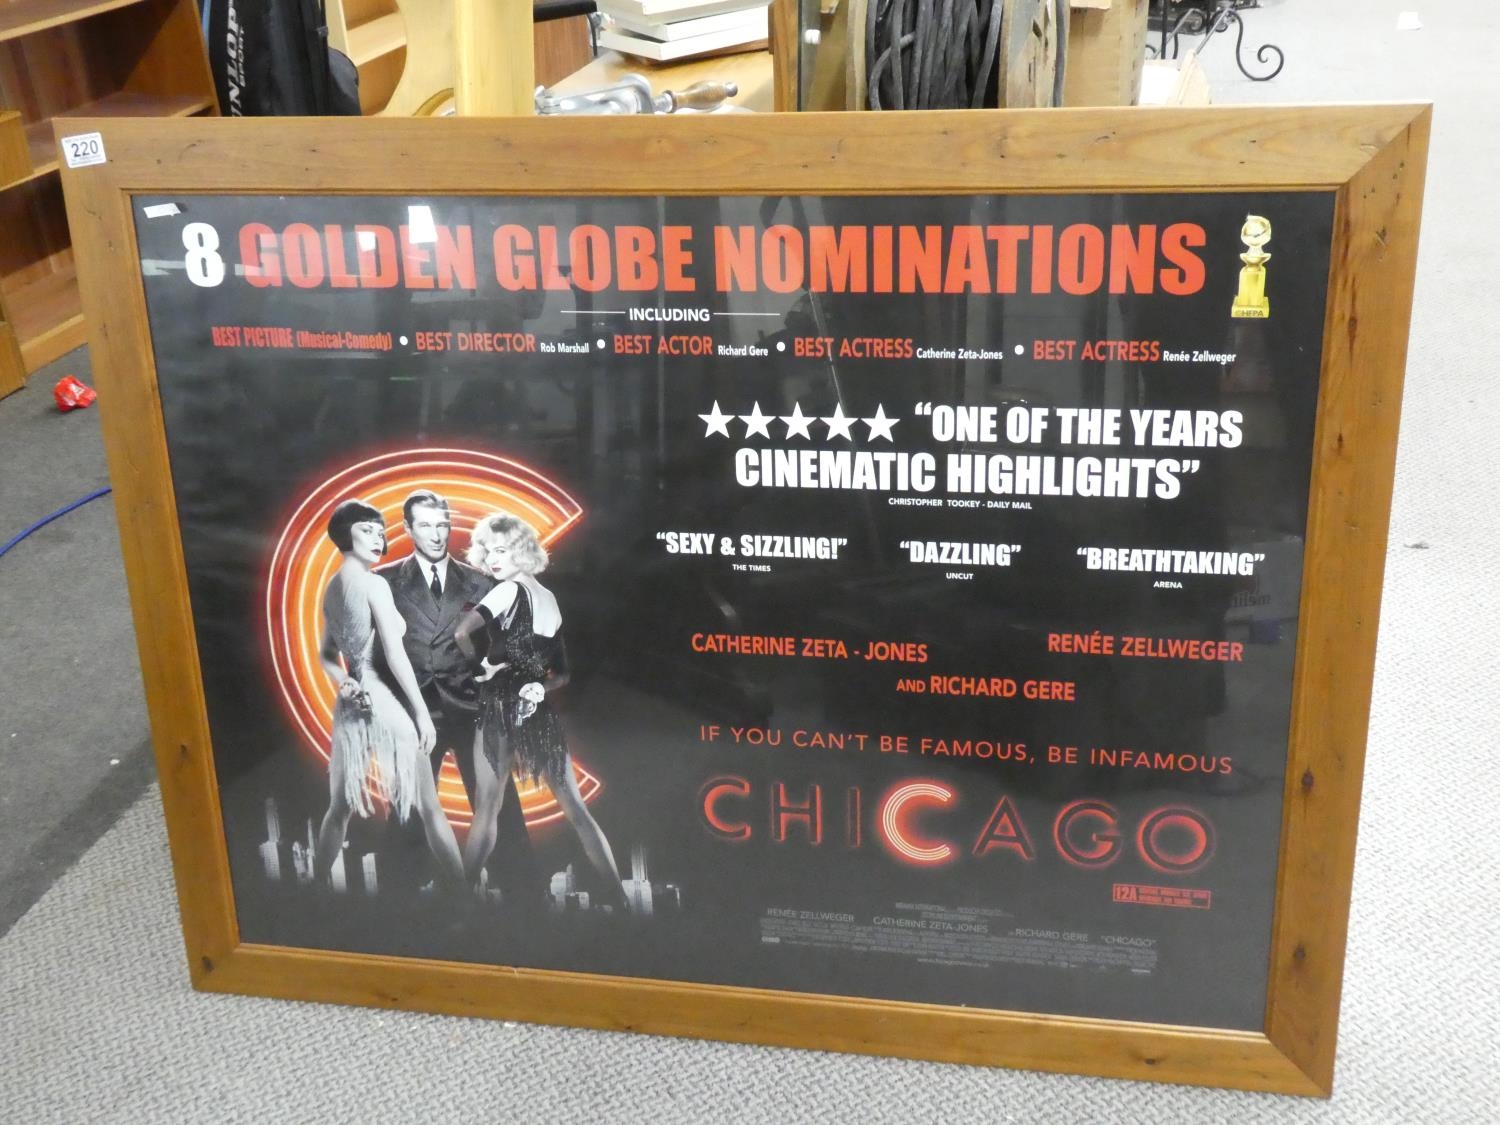 DUNLOP
SPORT
220
8 GOLDEN GLOBE NOMINATIONS
INCLUDING
BEST PICTURE (Musical-Comedy) • BEST DIRECTOR Rob Marshall • BEST ACTOR Richard Gere • BEST ACTRESS Catherine Zeta-Jones • BEST ACTRESS Renée Zellweger
★★★★★ “ONE OF THE YEARS
CINEMATIC HIGHLIGHTS”
CHRISTOPHER TOOKEY - DAILY MAIL
“SEXY & SIZZLING!”
THE TIMES
“DAZZLING”
UNCUT
“BREATHTAKING”
ARENA
CATHERINE ZETA - JONES
RENÉE ZELLWEGER
AND RICHARD GERE
IF YOU CAN'T BE FAMOUS, BE INFAMOUS
CHICAGO
12A
RENÉE ZELLWEGER CATHERINE ZETA-JONES RICHARD GERE "CHICAGO"